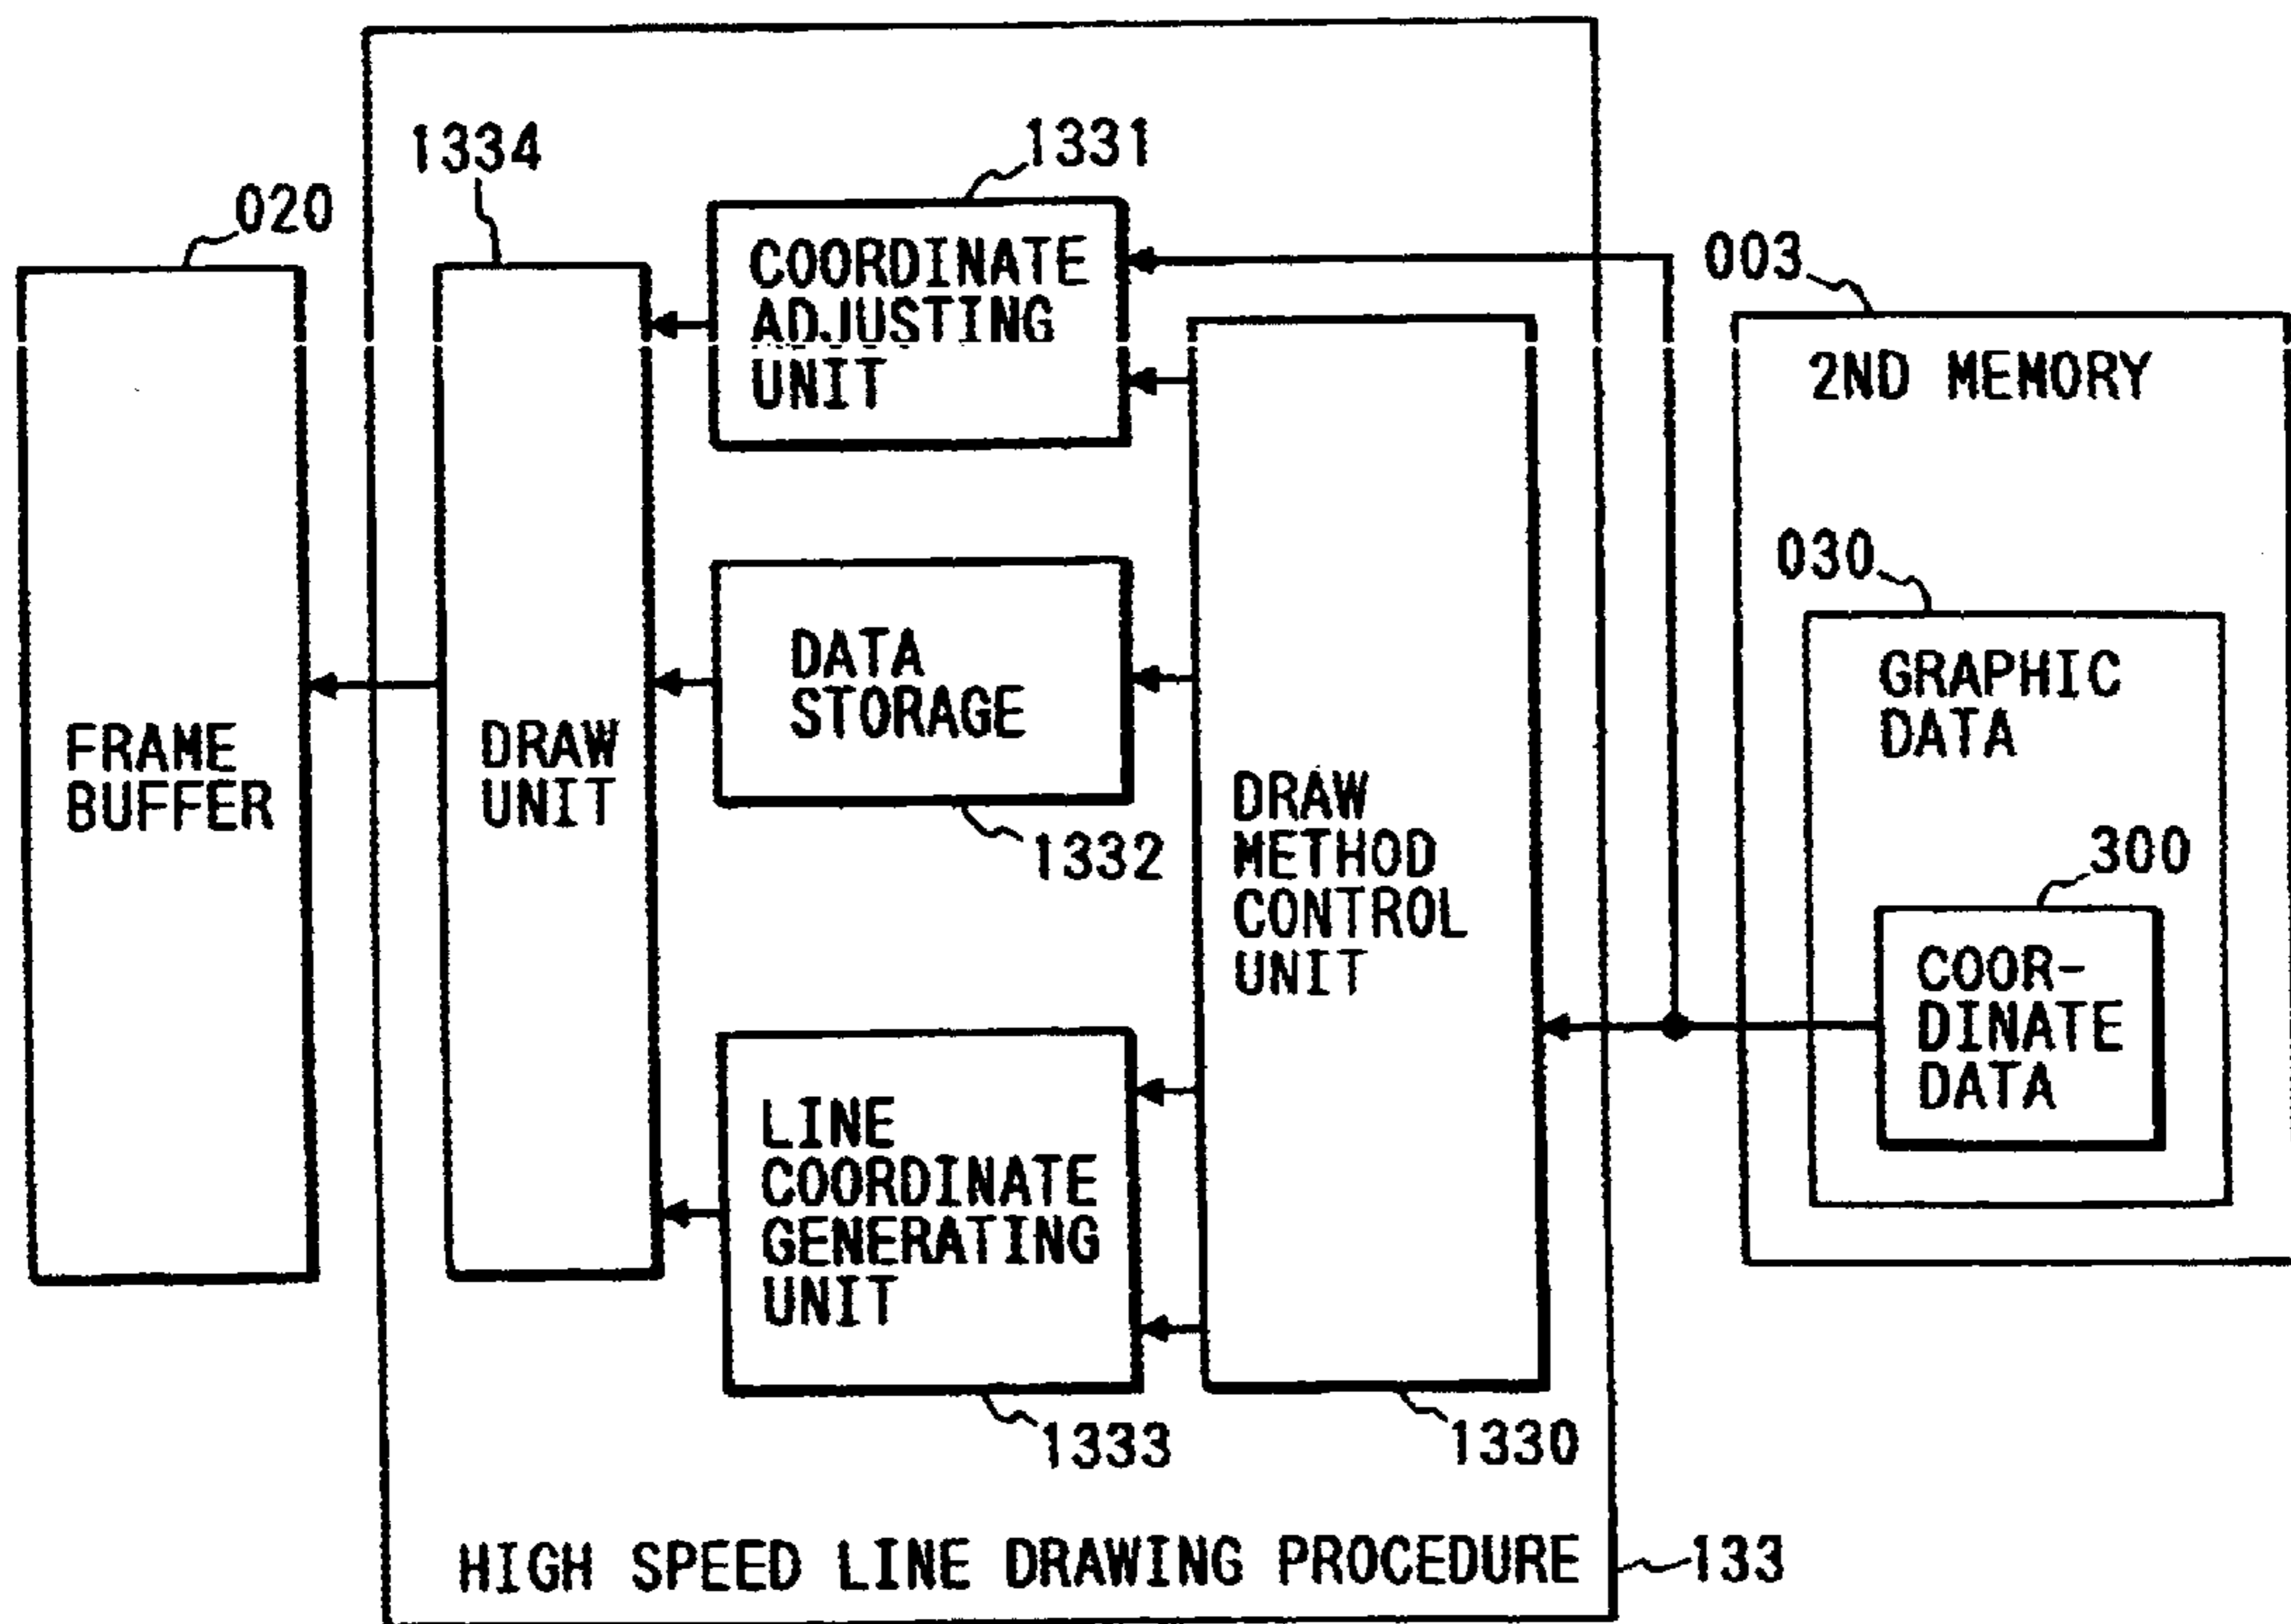 1334
1331
020
COORDINATE
ADJUSTING
UNIT
003
2ND MEMORY
030
DATA
STORAGE
GRAPHIC
DATA
FRAME
BUFFER
DRAW
UNIT
1332
DRAW
METHOD
CONTROL
UNIT
300
COOR-
DINATE
DATA
LINE
COORDINATE
GENERATING
UNIT
1333
1330
HIGH SPEED LINE DRAWING PROCEDURE
133